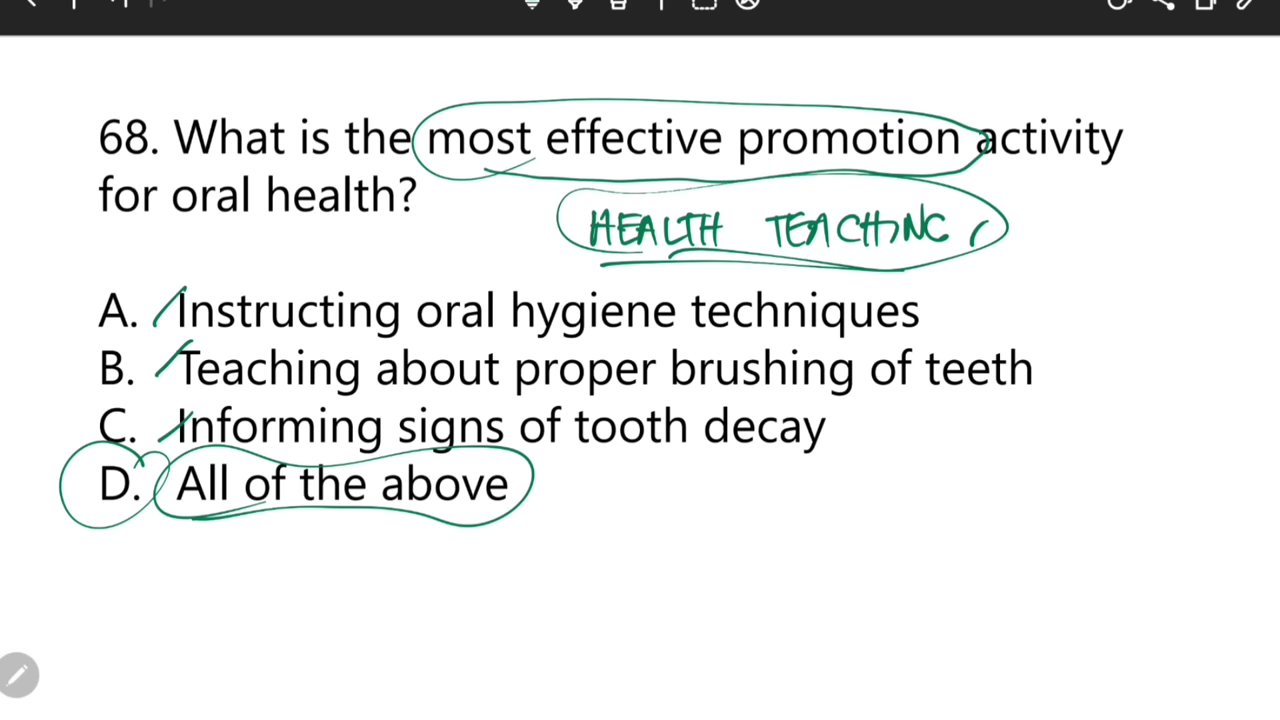 68. What is the most effective promotion activity
for oral health?
HEALTH TEACHING
A. Instructing oral hygiene techniques
B. Teaching about proper brushing of teeth
C. Informing signs of tooth decay
D. All of the above